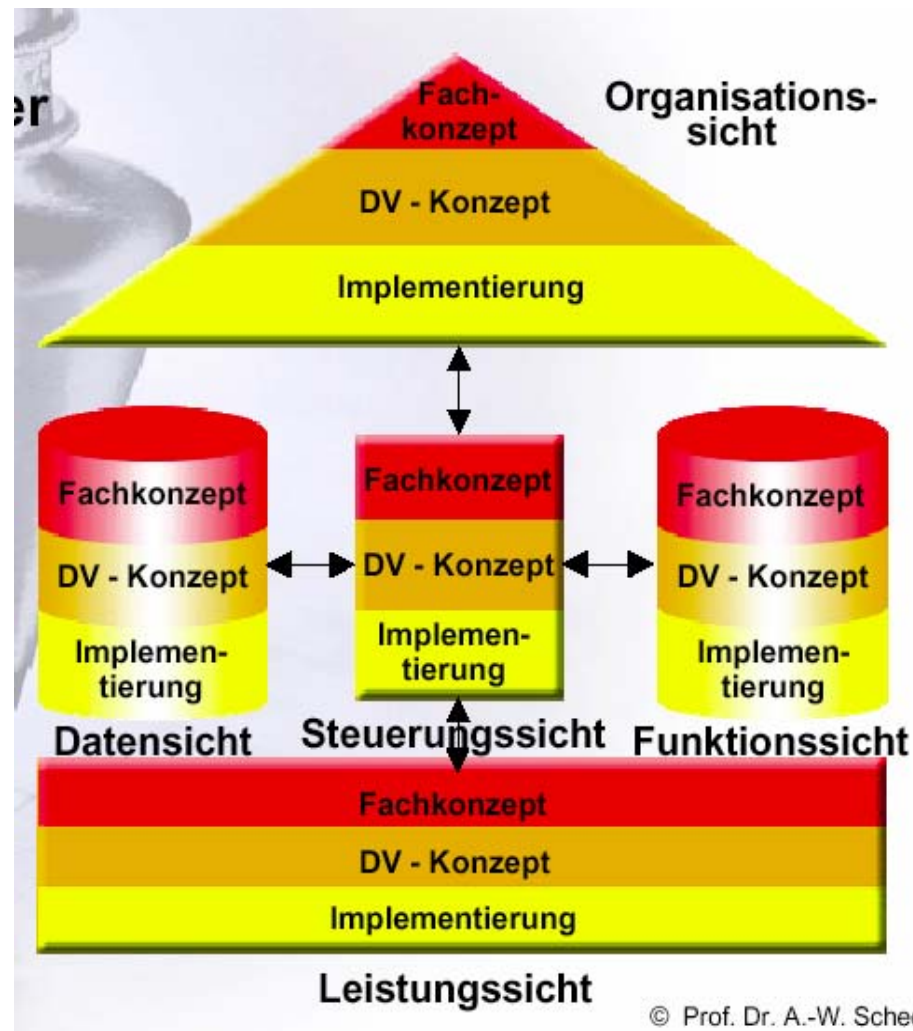 er
Fach-
konzept
Organisations-
sicht
DV - Konzept
Implementierung
Fachkonzept
DV - Konzept
Implemen-
tierung
Datensicht
Fachkonzept
DV - Konzept
Implemen-
tierung
Steuerungssicht
Fachkonzept
DV - Konzept
Implemen-
tierung
Funktionssicht
Fachkonzept
DV - Konzept
Implementierung
Leistungssicht
© Prof. Dr. A.-W. Schee